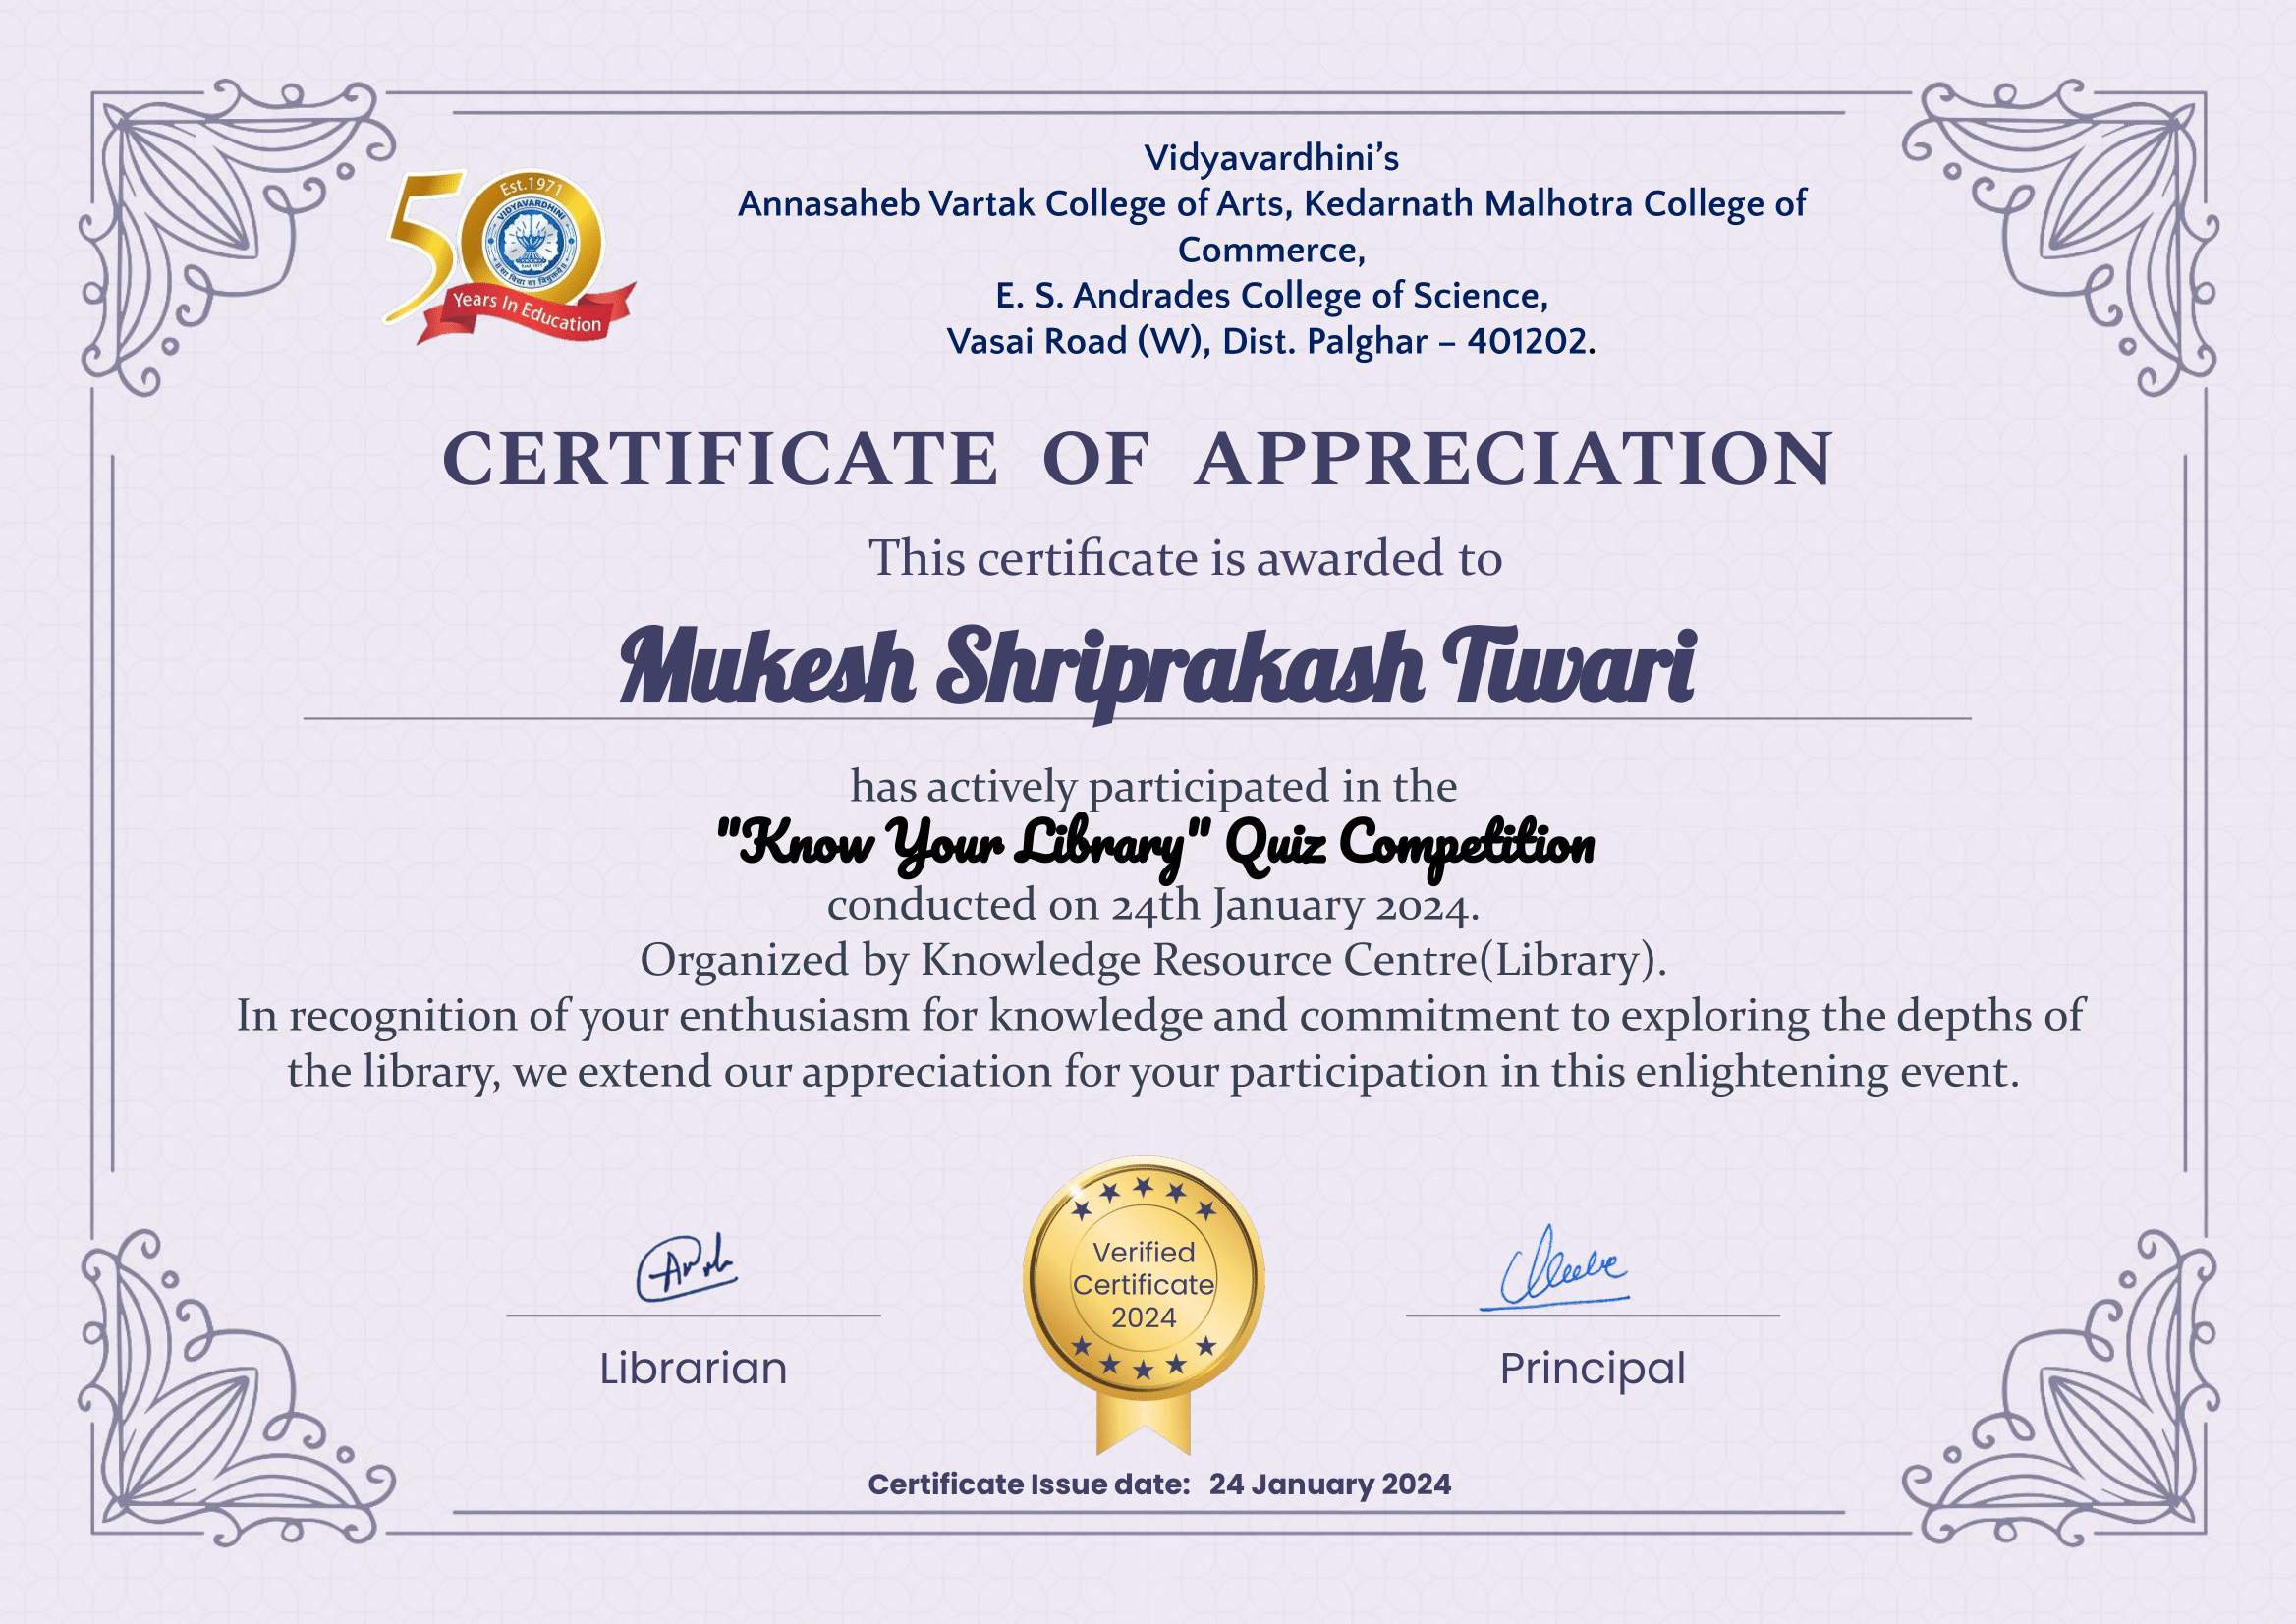 Vidyavardhini’s
Annasaheb Vartak College of Arts, Kedarnath Malhotra College of
Commerce,
E. S. Andrades College of Science,
Vasai Road (W), Dist. Palghar – 401202.
50
Est.1971
VIDYAVARDHINI
Years In Education
CERTIFICATE OF APPRECIATION
This certificate is awarded to
Mukesh Shriprakash Tiwari
has actively participated in the
"Know Your Library" Quiz Competition
conducted on 24th January 2024.
Organized by Knowledge Resource Centre(Library).
In recognition of your enthusiasm for knowledge and commitment to exploring the depths of
the library, we extend our appreciation for your participation in this enlightening event.
Verified
Certificate
2024
Librarian
Principal
Certificate Issue date: 24 January 2024